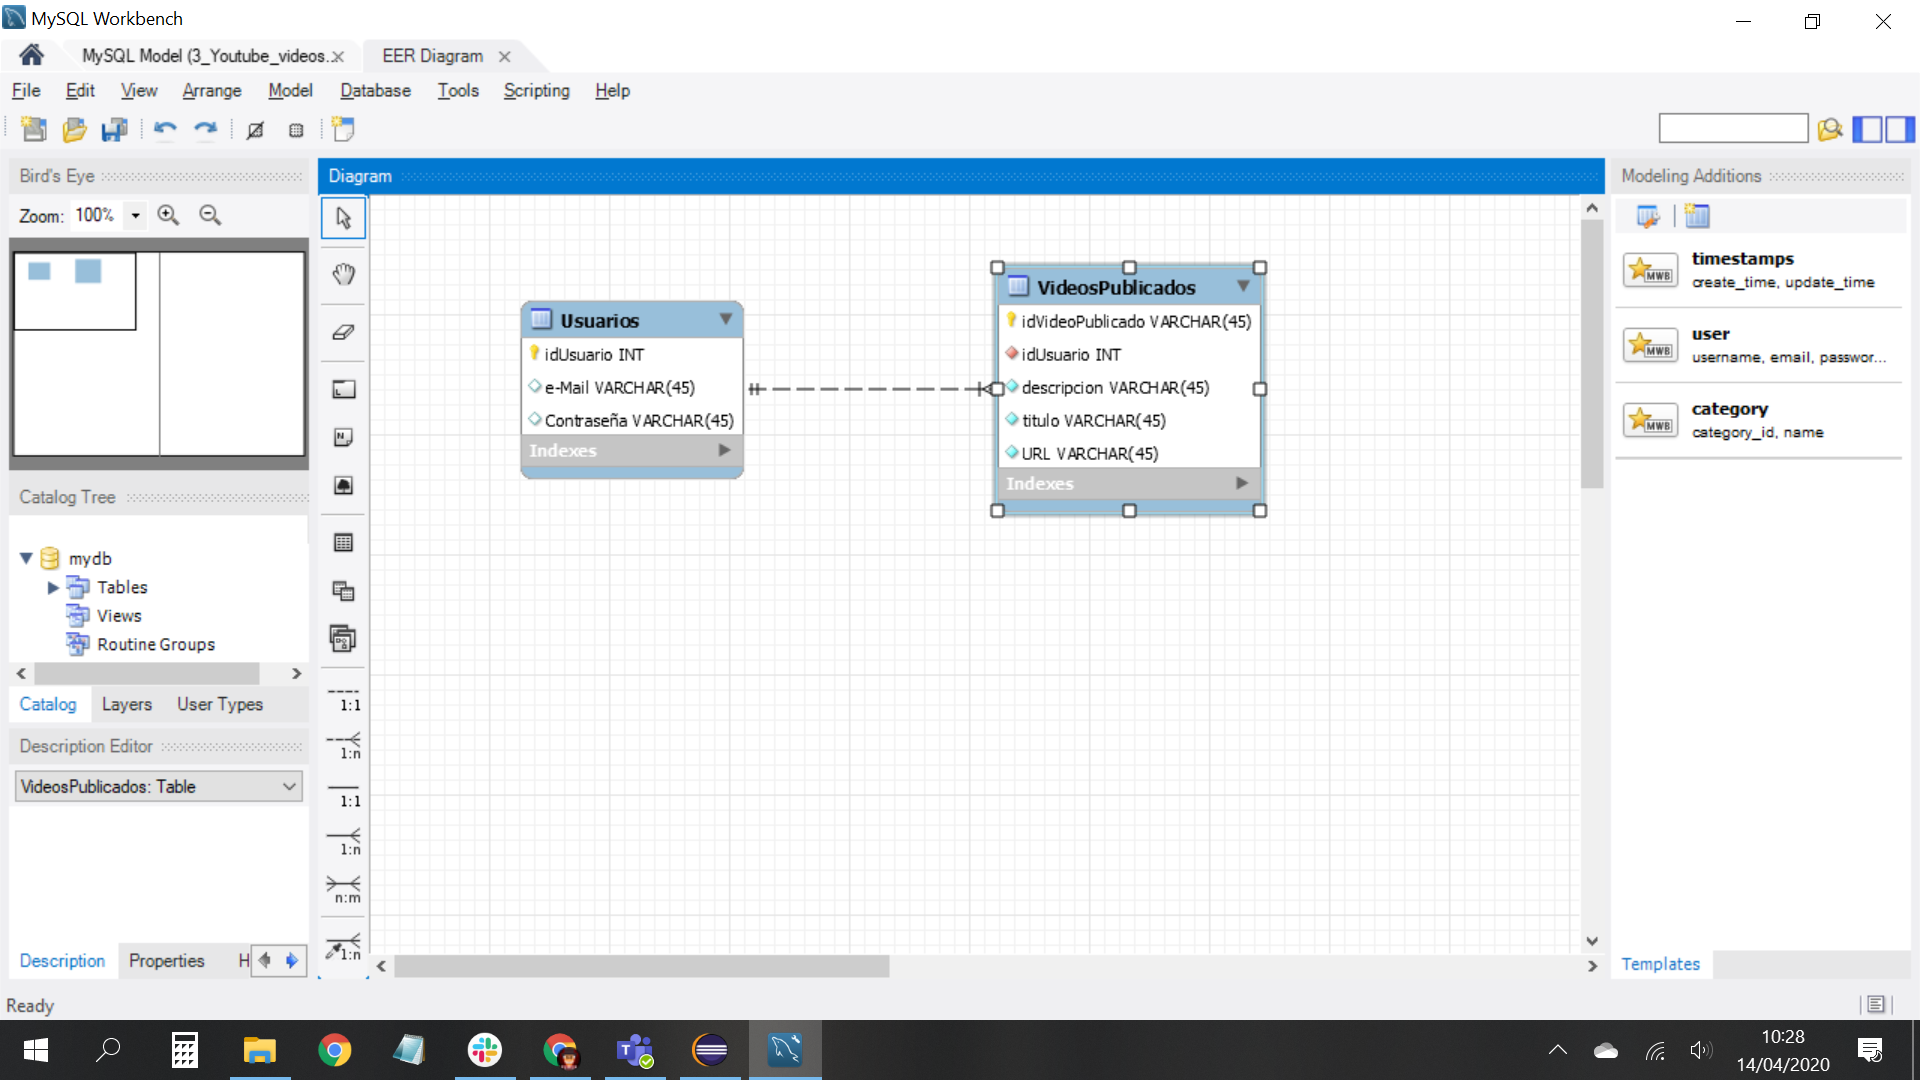 MySQL Workbench
MySQL Model (3_Youtube_videos.
EER Diagram
File Edit View Arrange Model Database Tools Scripting Help
Bird's Eye
Zoom: 100%
Catalog Tree
mydb
Tables
Views
Routine Groups
Catalog Layers User Types
Description Editor
VideosPublicados: Table
Description Properties H
Diagram
1:1
1:n
1:1
1:n
n:m
1:n
Usuarios
idUsuario INT
e-Mail VARCHAR(45)
Contraseña VARCHAR(45)
Indexes
VideosPublicados
idVideoPublicado VARCHAR(45)
idUsuario INT
descripcion VARCHAR(45)
titulo VARCHAR(45)
URL VARCHAR(45)
Indexes
Modeling Additions
MWB
timestamps
create_time, update_time
MWB
user
username, email, passwor...
MWB
category
category_id, name
Templates
Ready
10:28
14/04/2020